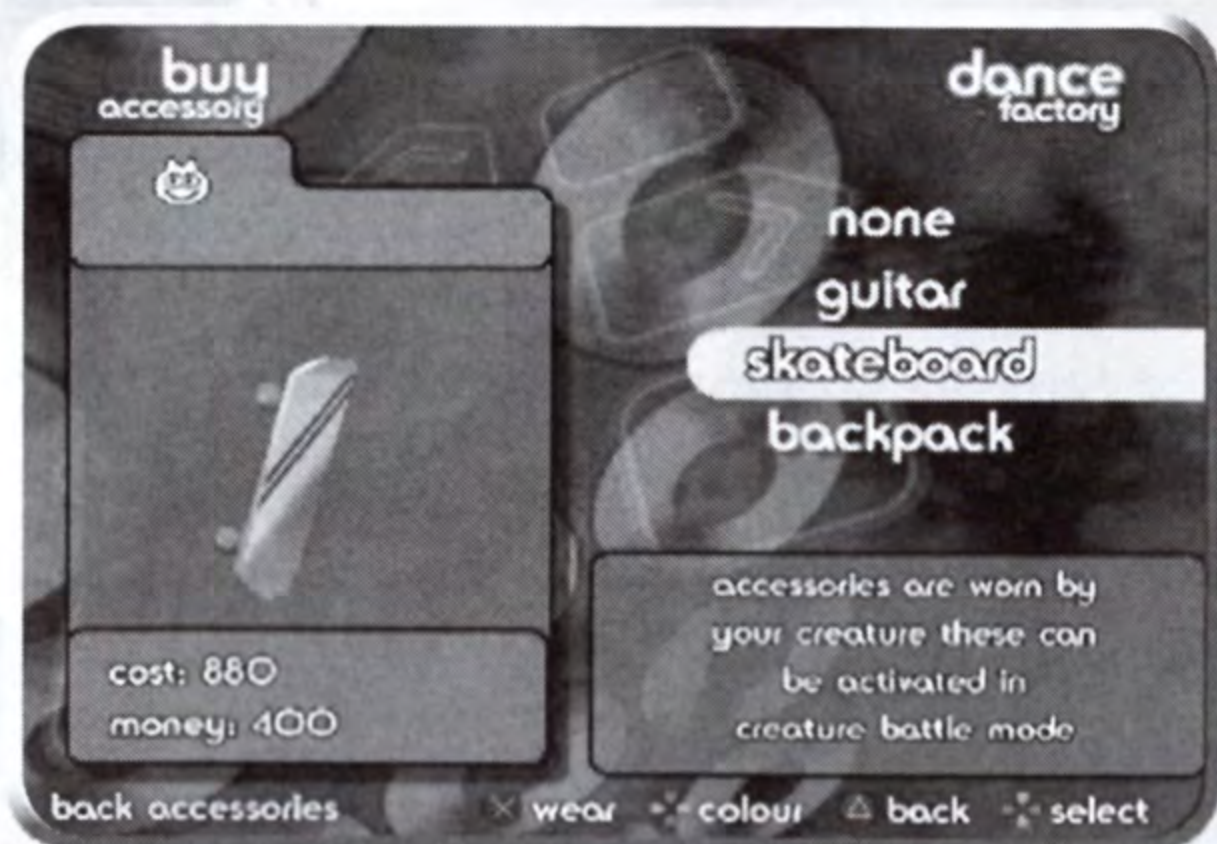 buy
accessory
dance
factory
none
guitar
skateboard
backpack
cost: 880
money: 400
accessories are worn by
your creature these can
be activated in
creature battle mode
back accessories
wear
colour
back
select